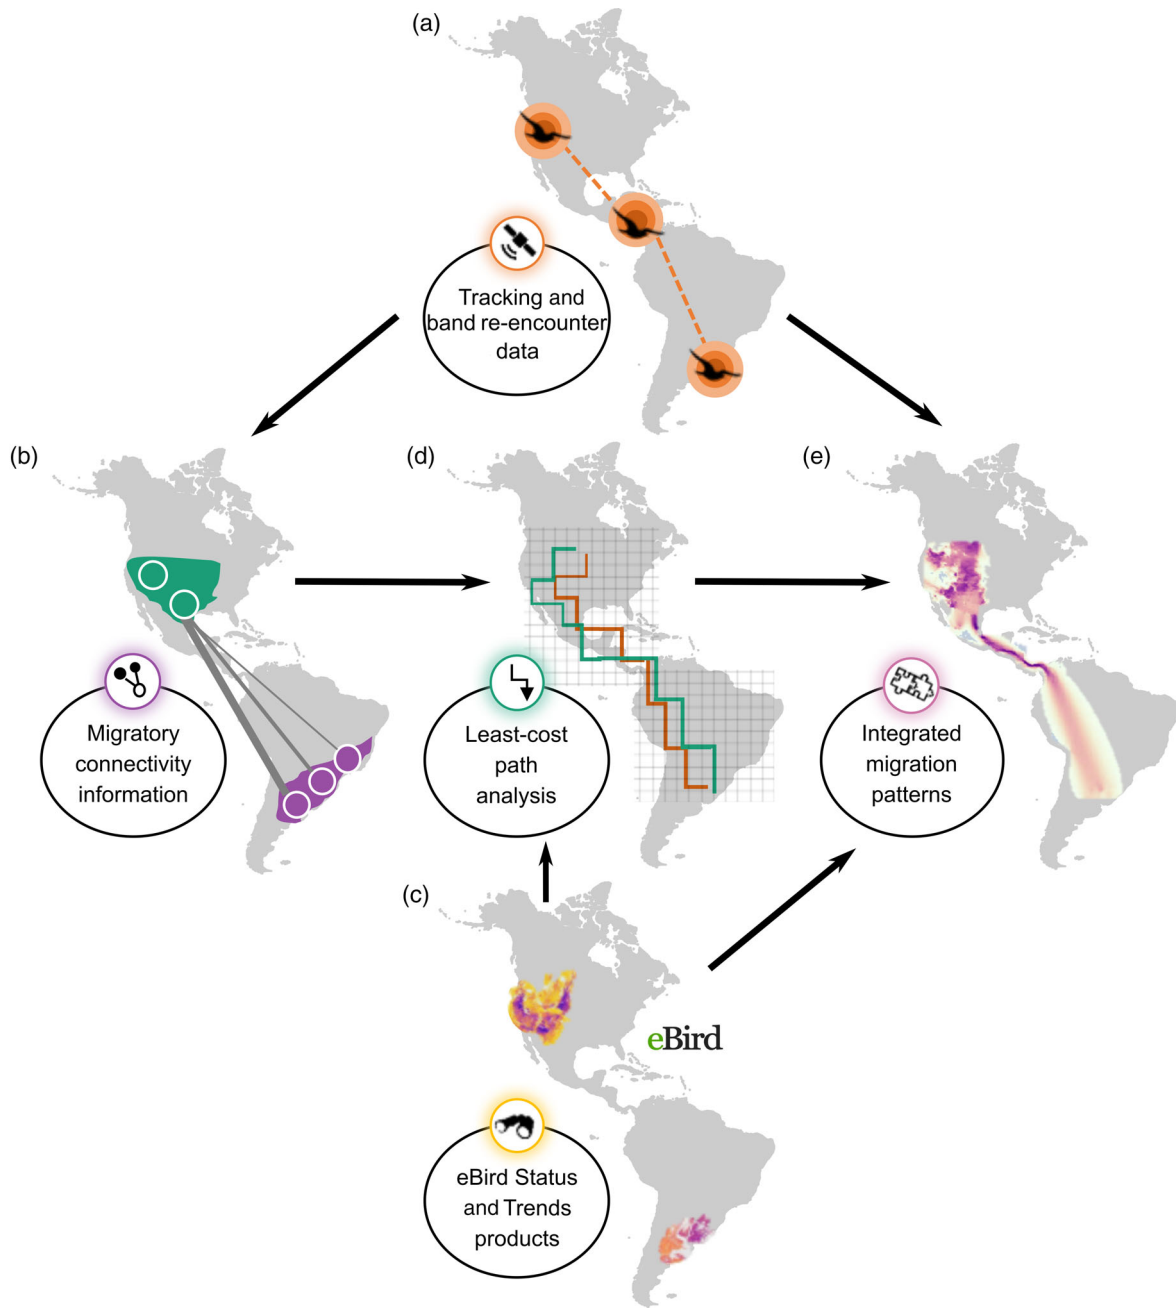 (a)
Tracking and
band re-encounter
data
(b)
Migratory
connectivity
information
(d)
Least-cost
path
analysis
(e)
Integrated
migration
patterns
(c)
eBird
eBird Status
and Trends
products